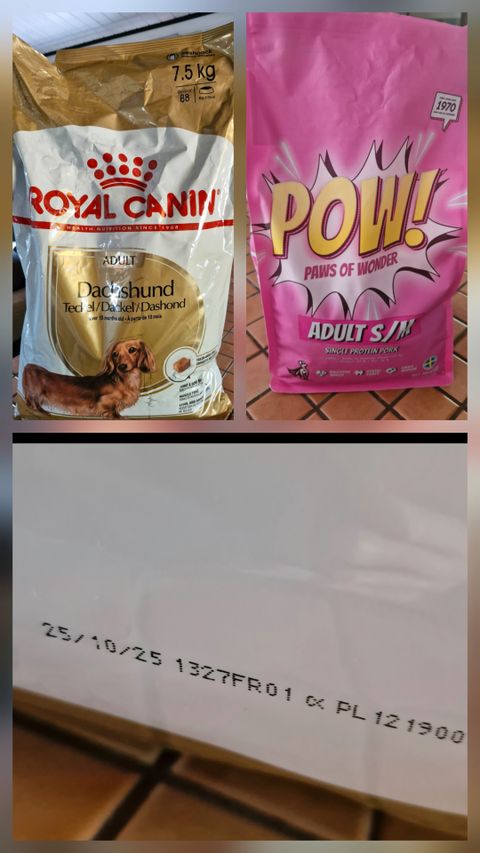 7.5 kg
88
ROYAL CANIN
HEALTH NUTRITION SINCE 1968
ADULT
Dachshund
Teckel/Dackel/Dashond
1970
POW!
PAWS OF WONDER
ADULT S/M
SINGLE PROTEIN PORK
25/10/25 1327FR01 α PL121900